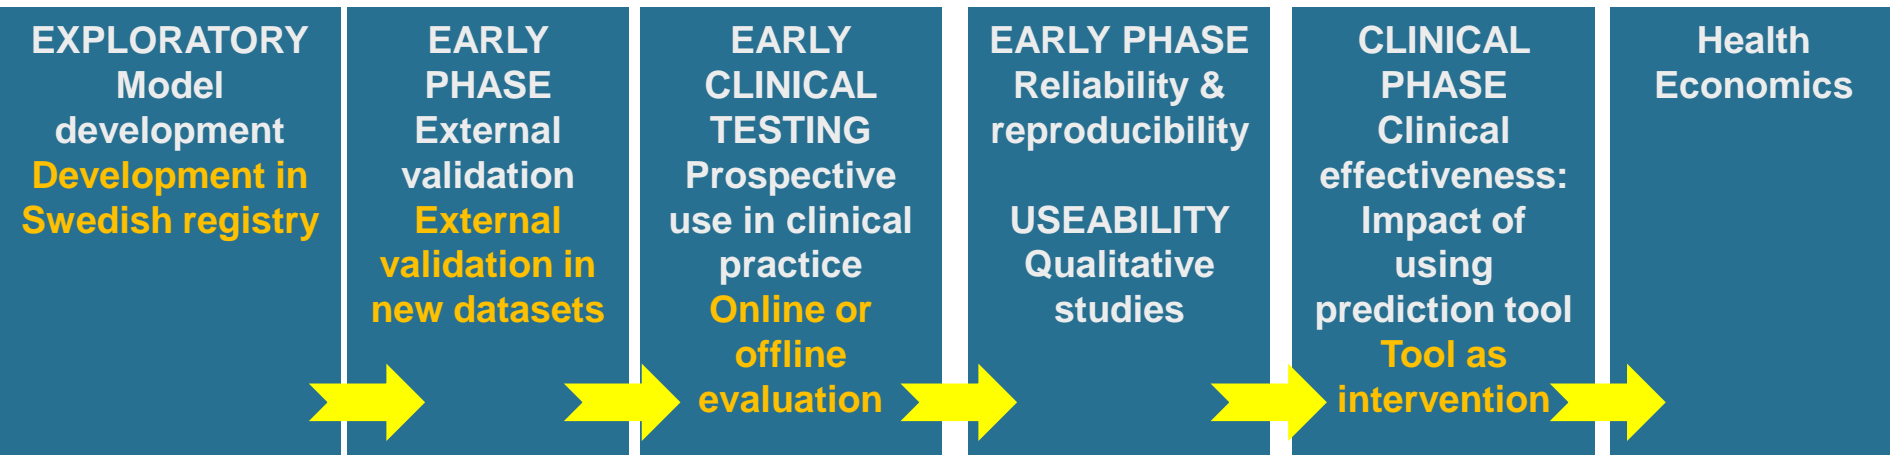 EXPLORATORY
Model
development
Development in
Swedish registry
EARLY
PHASE
External
validation
External
validation in
new datasets
EARLY
CLINICAL
TESTING
Prospective
use in clinical
practice
Online or
offline
evaluation
EARLY PHASE
Reliability &
reproducibility
USEABILITY
Qualitative
studies
CLINICAL
PHASE
Clinical
effectiveness:
Impact of
using
prediction tool
Tool as
intervention
Health
Economics